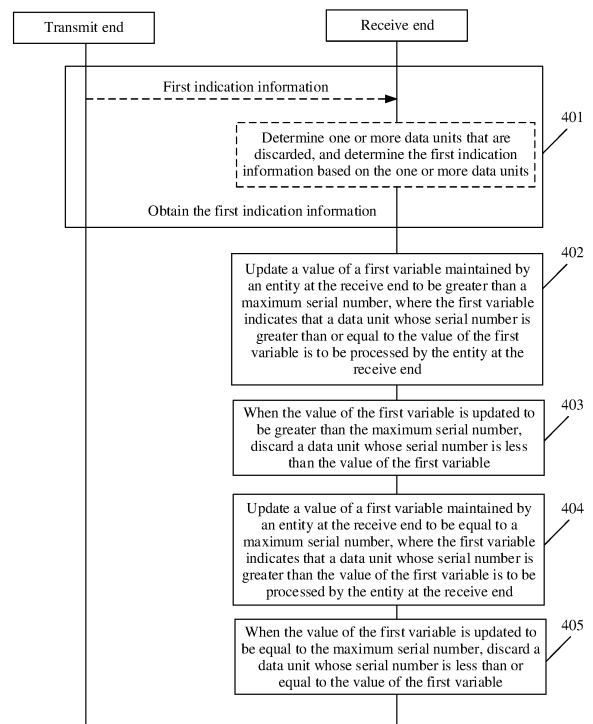 Transmit end
Receive end
First indication information
401
Determine one or more data units that are
discarded, and determine the first indication
information based on the one or more data units
Obtain the first indication information
402
Update a value of a first variable maintained by
an entity at the receive end to be greater than a
maximum serial number, where the first variable
indicates that a data unit whose serial number is
greater than or equal to the value of the first
variable is to be processed by the entity at the
receive end
403
When the value of the first variable is updated to
be greater than the maximum serial number,
discard a data unit whose serial number is less
than the value of the first variable
404
Update a value of a first variable maintained by
an entity at the receive end to be equal to a
maximum serial number, where the first variable
indicates that a data unit whose serial number is
greater than the value of the first variable is to be
processed by the entity at the receive end
405
When the value of the first variable is updated to
be equal to the maximum serial number, discard a
data unit whose serial number is less than or
equal to the value of the first variable